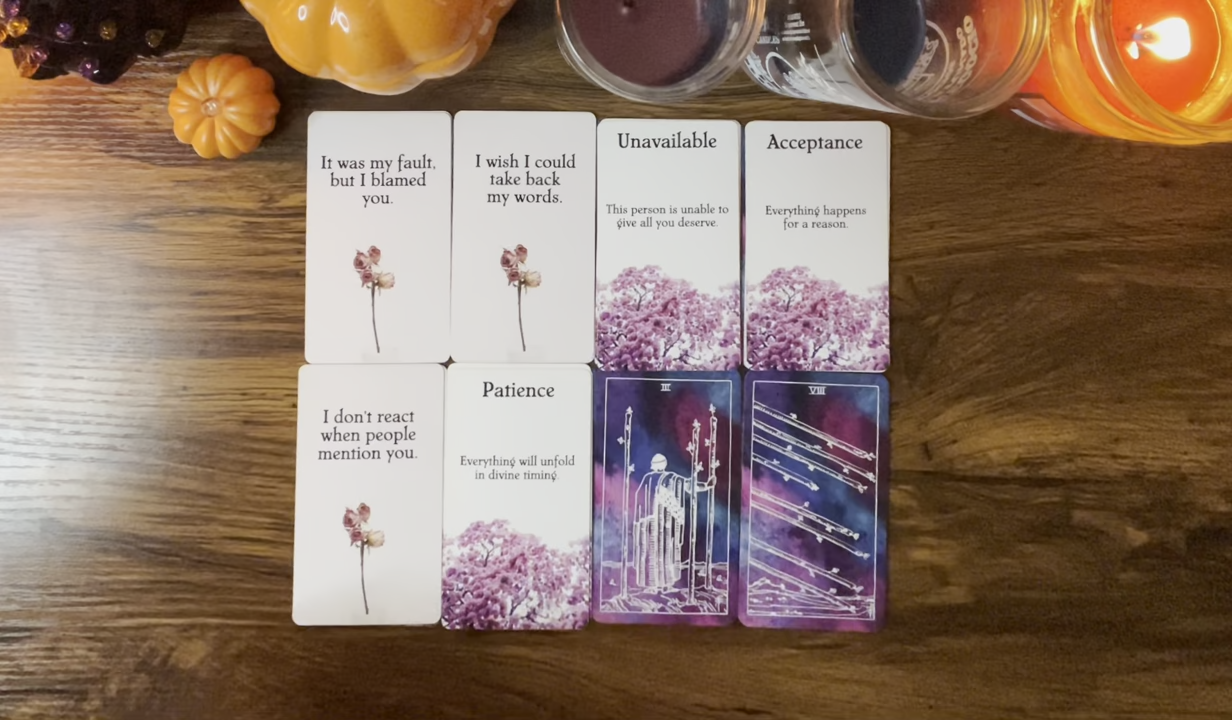 It was my fault,
but I blamed
you.
I wish I could
take back
my words.
Unavailable
This person is unable to
give all you deserve.
Acceptance
Everything happens
for a reason.
I don't react
when people
mention you.
Patience
Everything will unfold
in divine timing.
III
VIII